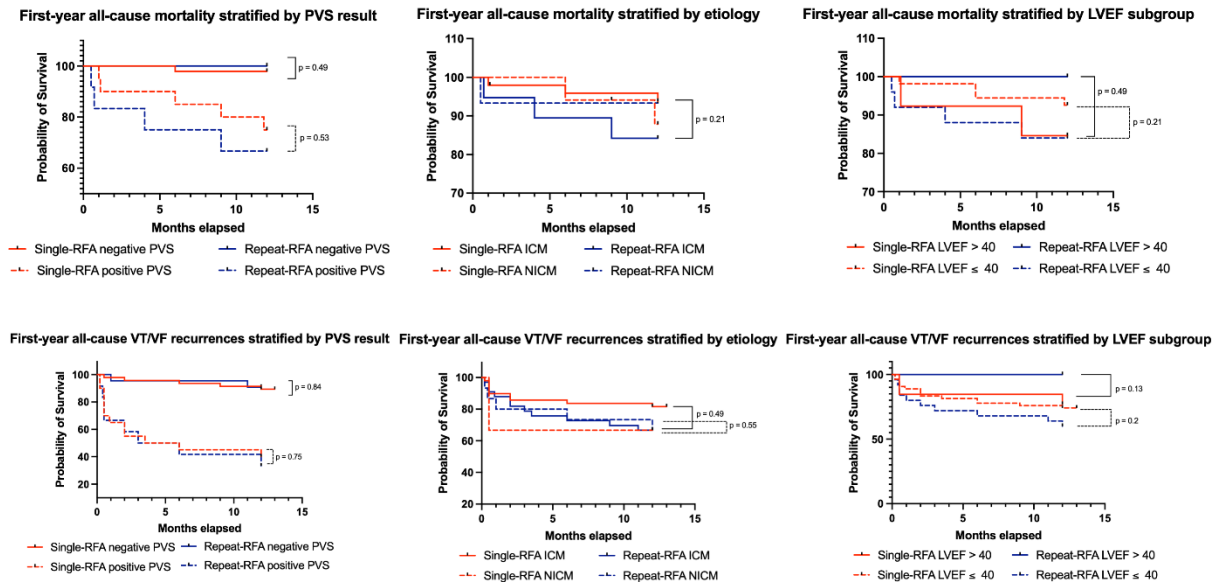 First-year all-cause mortality stratified by PVS result
Probability of Survival
100
80
60
0
5
10
15
p = 0.49
p = 0.53
Months elapsed
Single-RFA negative PVS
Repeat-RFA negative PVS
Single-RFA positive PVS
Repeat-RFA positive PVS
First-year all-cause mortality stratified by etiology
Probability of Survival
110
100
90
80
70
0
5
10
15
p = 0.21
Months elapsed
Single-RFA ICM
Repeat-RFA ICM
Single-RFA NICM
Repeat-RFA NICM
First-year all-cause mortality stratified by LVEF subgroup
Probability of Survival
110
100
90
80
70
0
5
10
15
p = 0.49
p = 0.21
Months elapsed
Single-RFA LVEF > 40
Repeat-RFA LVEF > 40
Single-RFA LVEF ≤ 40
Repeat-RFA LVEF ≤ 40
First-year all-cause VT/VF recurrences stratified by PVS result
Probability of Survival
100
80
60
40
20
0
5
10
15
p = 0.84
p = 0.75
Months elapsed
Single-RFA negative PVS
Repeat-RFA negative PVS
Single-RFA positive PVS
Repeat-RFA positive PVS
First-year all-cause VT/VF recurrences stratified by etiology
Probability of Survival
100
80
60
40
20
0
5
10
15
p = 0.49
p = 0.55
Months elapsed
Single-RFA ICM
Repeat-RFA ICM
Single-RFA NICM
Repeat-RFA NICM
First-year all-cause VT/VF recurrences stratified by LVEF subgroup
Probability of Survival
100
50
0
0
5
10
15
p = 0.13
p = 0.2
Months elapsed
Single-RFA LVEF > 40
Repeat-RFA LVEF > 40
Single-RFA LVEF ≤ 40
Repeat-RFA LVEF ≤ 40